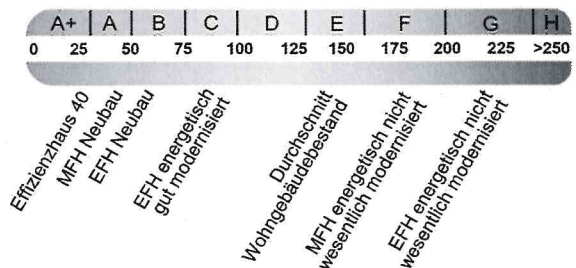 A+ A B C D E F G H
0 25 50 75 100 125 150 175 200 225 >250
Effizienzhaus 40
MFH Neubau
EFH Neubau
EFH energetisch
gut modernisiert
Durchschnitt
Wohngebäudebestand
MFH energetisch nicht
wesentlich modernisiert
EFH energetisch nicht
wesentlich modernisiert